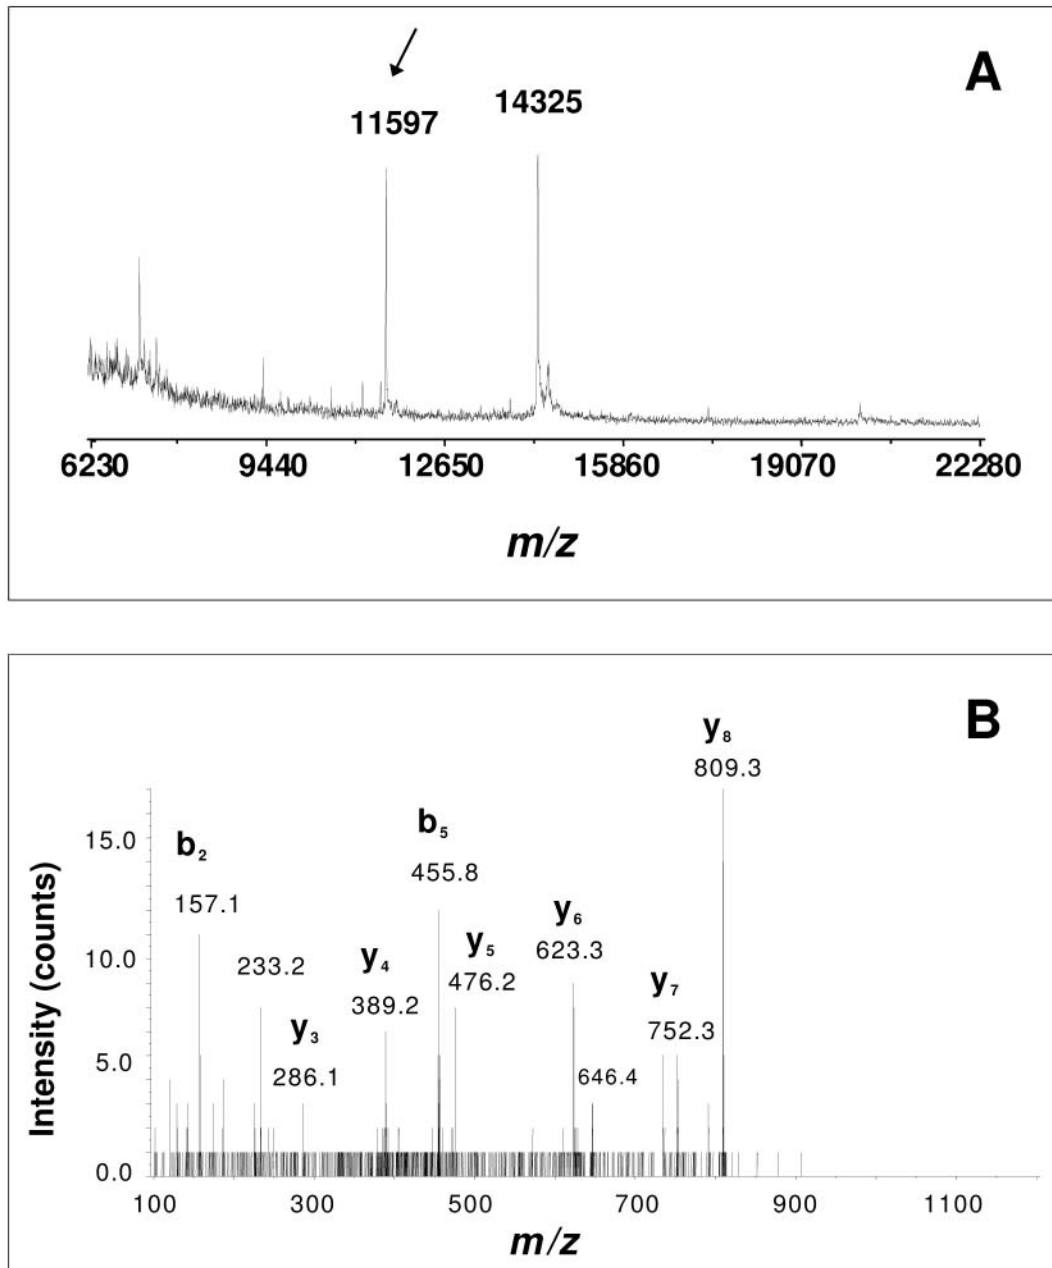 A
14325
11597
6230 9440 12650 15860 19070 22280
m/z
B
y₈
809.3
b₅
b₂
455.8
15.0
157.1
y₆
y₅
623.3
y₄
10.0
233.2
476.2
y₇
389.2
y₃
752.3
5.0
286.1
646.4
0.0
Intensity (counts)
100 300 500 700 900 1100
m/z